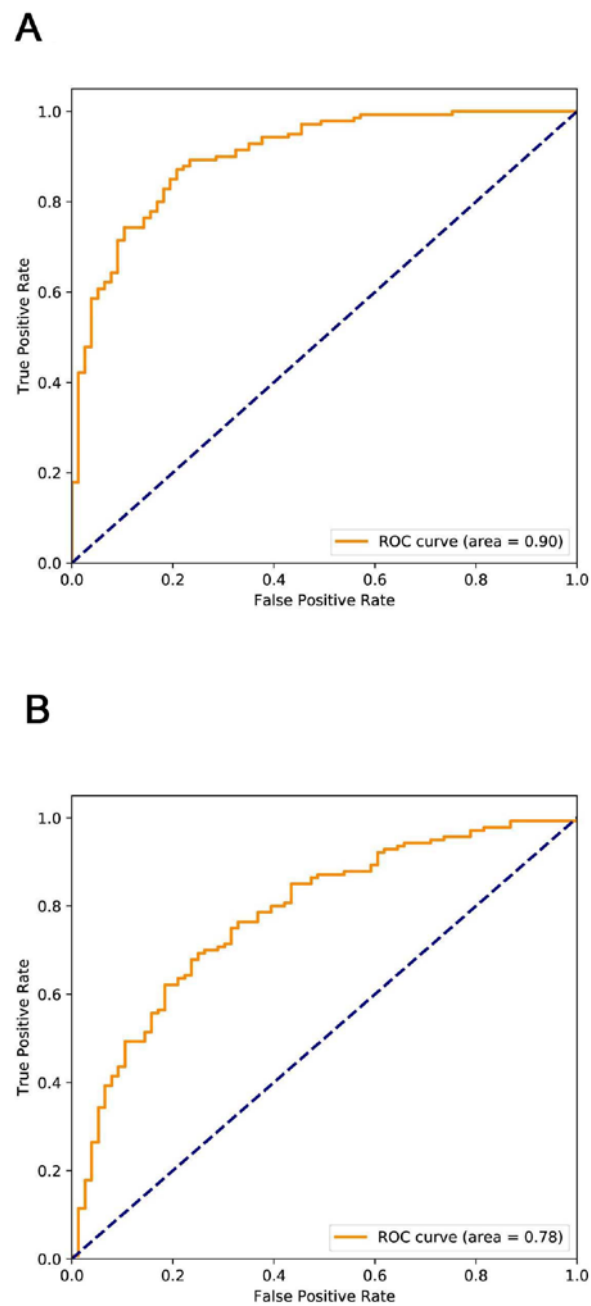 A
1.0
0.8
0.6
0.4
0.2
0.0
True Positive Rate
ROC curve (area = 0.90)
0.0 0.2 0.4 0.6 0.8 1.0
False Positive Rate
B
1.0
0.8
0.6
0.4
0.2
0.0
True Positive Rate
ROC curve (area = 0.78)
0.0 0.2 0.4 0.6 0.8 1.0
False Positive Rate